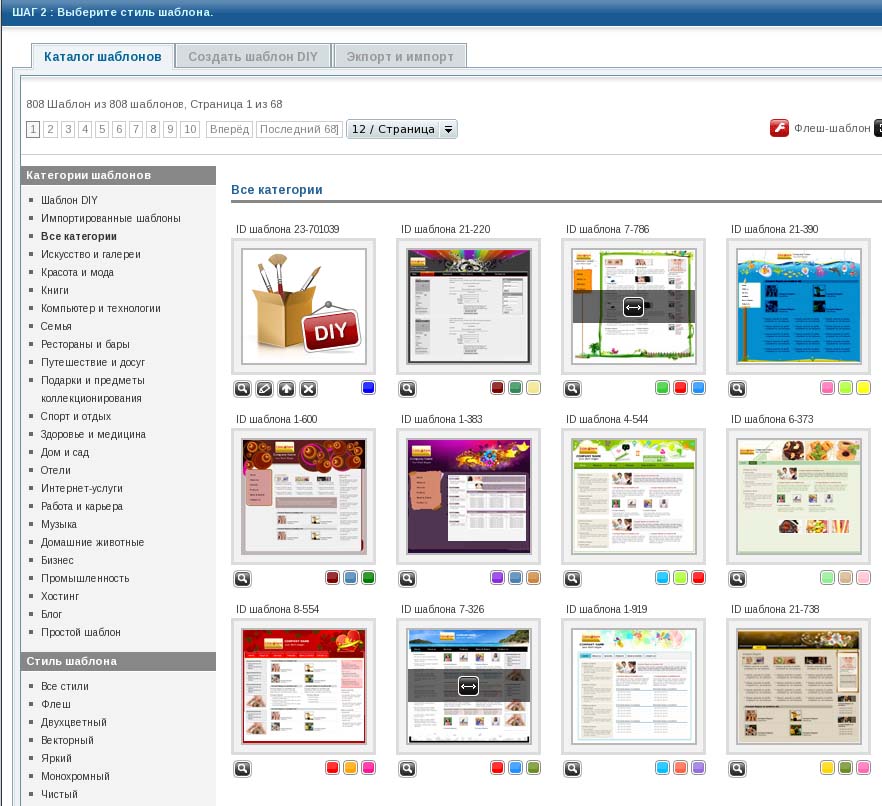 ШАГ 2 : Выберите стиль шаблона.
Каталог шаблонов
Создать шаблон DIY
Экпорт и импорт
808 Шаблон из 808 шаблонов, Страница 1 из 68
1 2 3 4 5 6 7 8 9 10 Вперёд Последний 68] 12 / Страница
Флеш-шаблон
Категории шаблонов
Шаблон DIY
Импортированные шаблоны
Все категории
Искусство и галереи
Красота и мода
Книги
Компьютер и технологии
Семья
Рестораны и бары
Путешествие и досуг
Подарки и предметы
коллекционирования
Спорт и отдых
Здоровье и медицина
Дом и сад
Отели
Интернет-услуги
Работа и карьера
Музыка
Домашние животные
Бизнес
Промышленность
Хостинг
Блог
Простой шаблон
Стиль шаблона
Все стили
Флеш
Двухцветный
Векторный
Яркий
Монохромный
Чистый
Все категории
ID шаблона 23-701039
ID шаблона 21-220
ID шаблона 7-786
ID шаблона 21-390
DIY
ID шаблона 1-600
ID шаблона 1-383
ID шаблона 4-544
ID шаблона 6-373
ID шаблона 8-554
ID шаблона 7-326
ID шаблона 1-919
ID шаблона 21-738